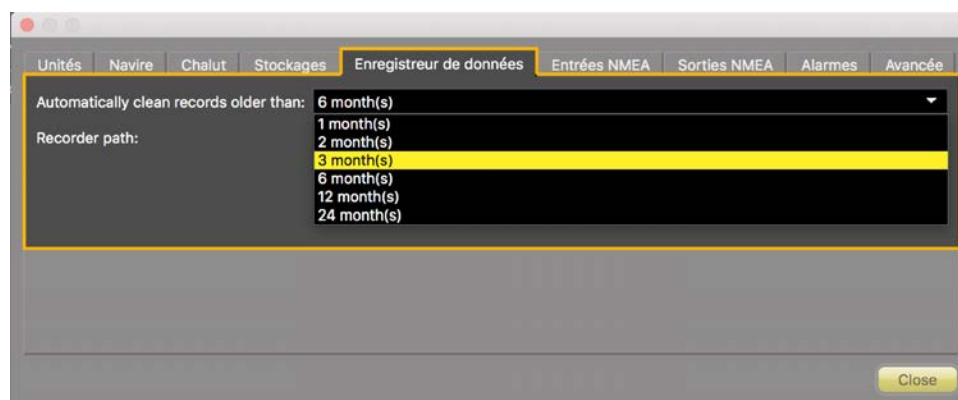 Unités Navire Chalut Stockages Enregistreur de données Entrées NMEA Sorties NMEA Alarmes Avancée
Automatically clean records older than: 6 month(s)
1 month(s)
Recorder path:
2 month(s)
3 month(s)
6 month(s)
12 month(s)
24 month(s)
Close